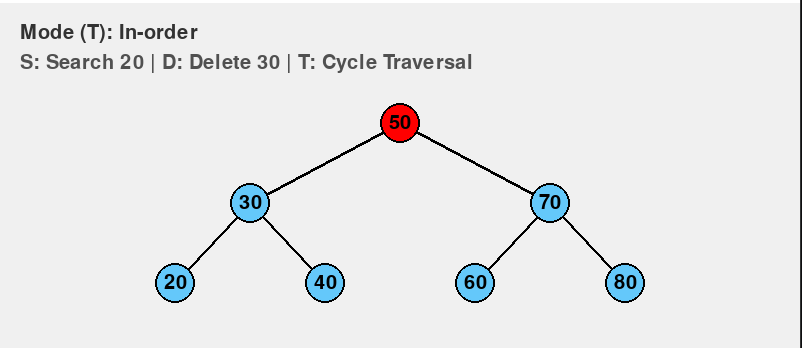 Mode (T): In-order
S: Search 20 | D: Delete 30 | T: Cycle Traversal
50
30 70
20 40 60 80